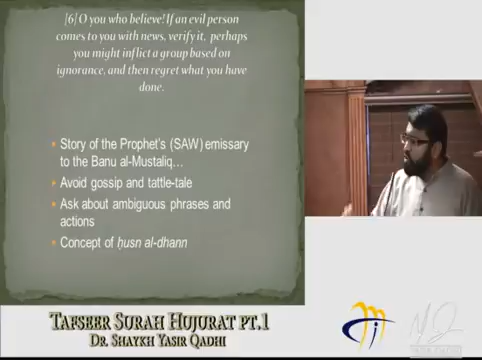 [6] O you who believe! If an evil person
comes to you with news, verify it, perhaps
you might inflict a group based on
ignorance, and then regret what you have
done.
Story of the Prophet's (SAW) emissary
to the Banu al-Mustaliq…
Avoid gossip and tattle-tale
Ask about ambiguous phrases and
actions
Concept of ḥusn al-dhann
Tafseer Surah Hujurat pt.1
Dr. Shaykh Yasir Qadhi